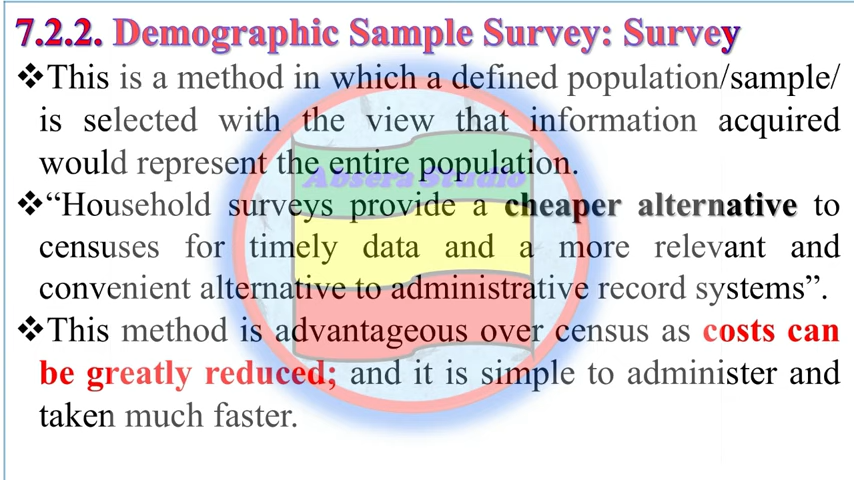 7.2.2. Demographic Sample Survey: Survey
❖This is a method in which a defined population/sample/
is selected with the view that information acquired
would represent the entire population.
Absera Studio
❖“Household surveys provide a cheaper alternative to
censuses for timely data and a more relevant and
convenient alternative to administrative record systems”.
❖This method is advantageous over census as costs can
be greatly reduced; and it is simple to administer and
taken much faster.